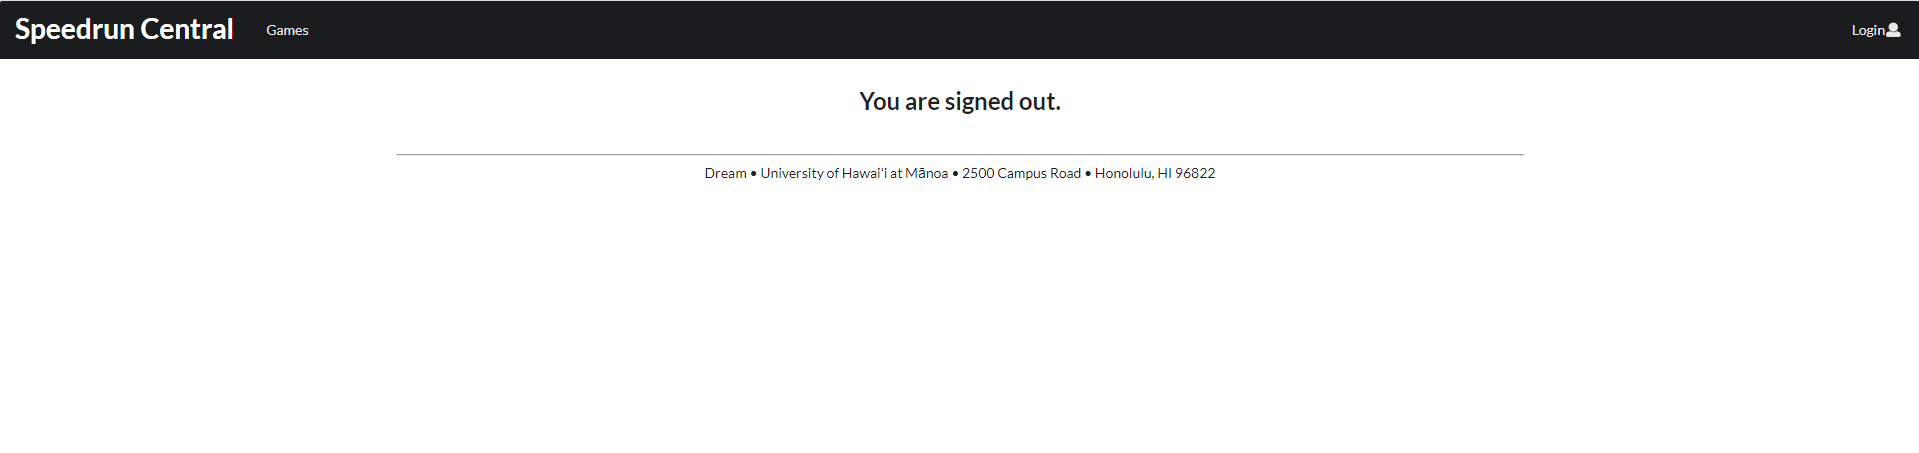 Speedrun Central Games Login
You are signed out.
Dream • University of Hawai'i at Mānoa • 2500 Campus Road • Honolulu, HI 96822